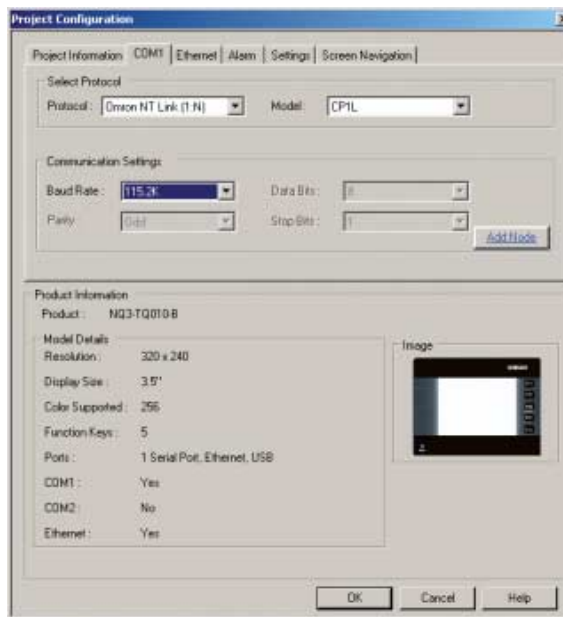 Project Configuration
Project Information COM1 Ethernet Alarm Settings Screen Navigation
Select Protocol
Protocol : Omron NT Link (1:N) Model: CP1L
Communication Settings
Baud Rate : 115.2K Data Bits : 8
Parity Odd Stop Bits : 1
Add Node
Product Information
Product : NQ3-TQ010-B
Model Details
Image
Resolution : 320 x 240
Display Size : 3.5"
Color Supported : 256
Function Keys : 5
Ports : 1 Serial Port, Ethernet, USB
COM1 : Yes
COM2 : No
Ethernet : Yes
OK Cancel Help